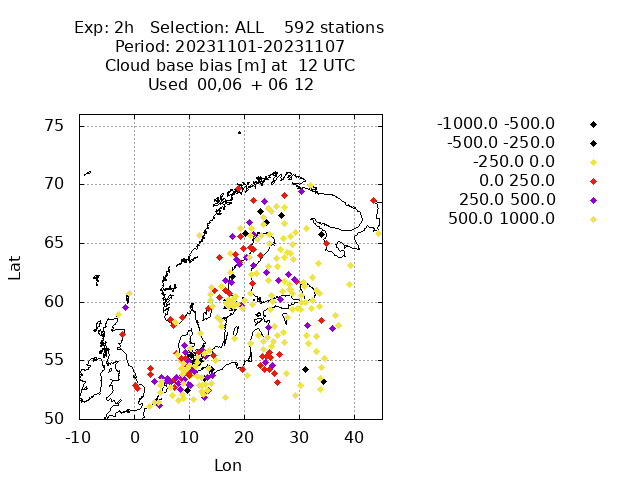 Exp: 2h Selection: ALL 592 stations
Period: 20231101-20231107
Cloud base bias [m] at 12 UTC
Used 00,06 + 06 12
-1000.0 -500.0
-500.0 -250.0
-250.0 0.0
0.0 250.0
250.0 500.0
500.0 1000.0
75
70
65
60
55
50
Lat
-10 0 10 20 30 40
Lon